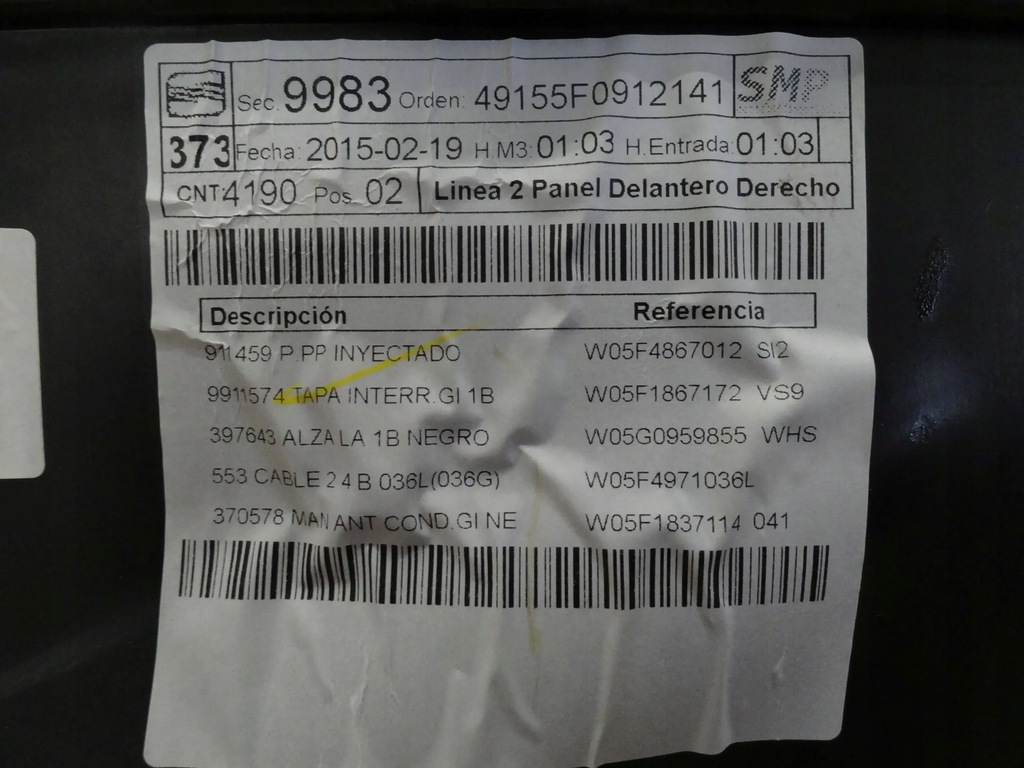 Sec. 9983 Orden: 49155F0912141 SMP
373 Fecha: 2015-02-19 H.M3: 01:03 H.Entrada: 01:03
CNT 4190 Pos. 02 Linea 2 Panel Delantero Derecho
Descripción Referencia
911459 P.PP INYECTADO W05F4867012 SI2
9911574 TAPA INTERR.GI 1B W05F1867172 VS9
397643 ALZA LA 1B NEGRO W05G0959855 WHS
553 CABLE 2 4 B 036L(036G) W05F4971036L
370578 MAN ANT COND.GI NE W05F1837114 041